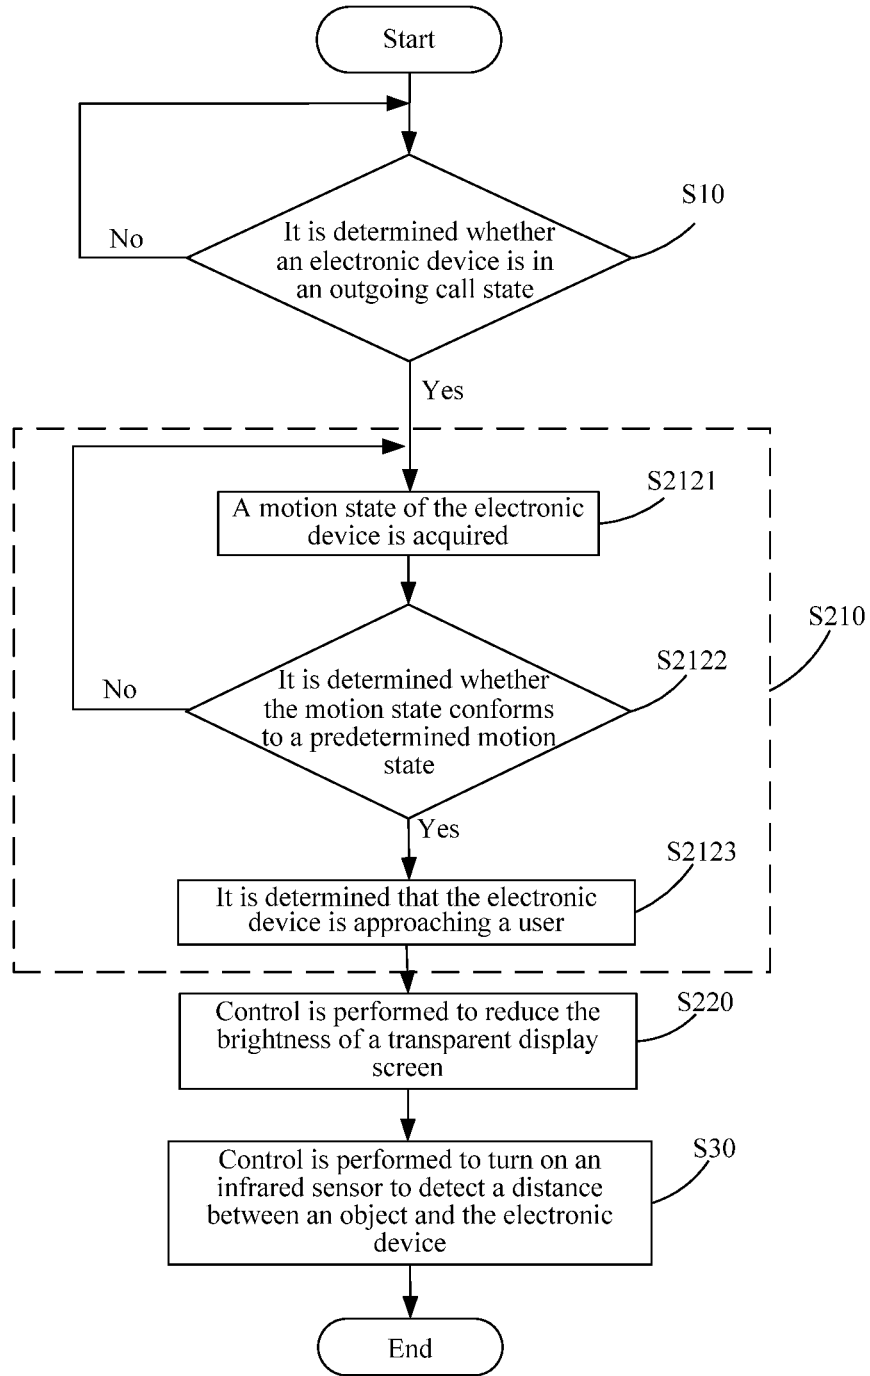 Start
S10
No
It is determined whether
an electronic device is in
an outgoing call state
Yes
S2121
A motion state of the electronic
device is acquired
S210
S2122
No
It is determined whether
the motion state conforms
to a predetermined motion
state
Yes
S2123
It is determined that the electronic
device is approaching a user
S220
Control is performed to reduce the
brightness of a transparent display
screen
S30
Control is performed to turn on an
infrared sensor to detect a distance
between an object and the electronic
device
End